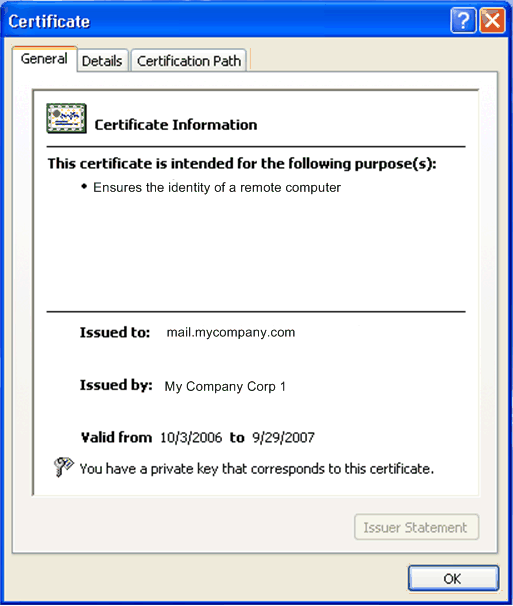 Certificate
General Details Certification Path
Certificate Information
This certificate is intended for the following purpose(s):
• Ensures the identity of a remote computer
Issued to: mail.mycompany.com
Issued by: My Company Corp 1
Valid from 10/3/2006 to 9/29/2007
You have a private key that corresponds to this certificate.
Issuer Statement
OK